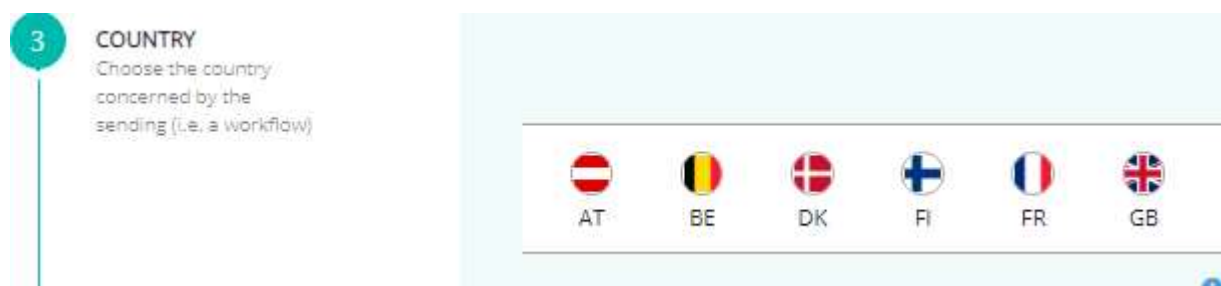 3
COUNTRY
Choose the country
concerned by the
sending (i.e. a workflow)
AT BE DK FI FR GB